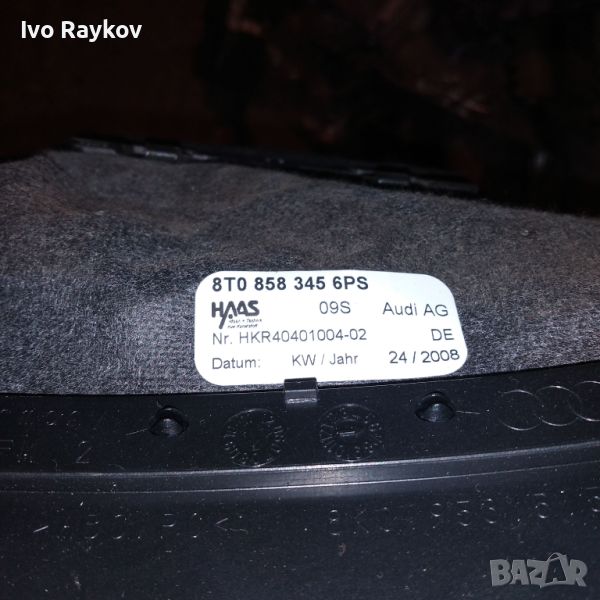 Ivo Raykov
8T0 858 345 6PS
HAAS 09S Audi AG
Nr. HKR40401004-02 DE
Datum: KW / Jahr 24 / 2008
BAZAR